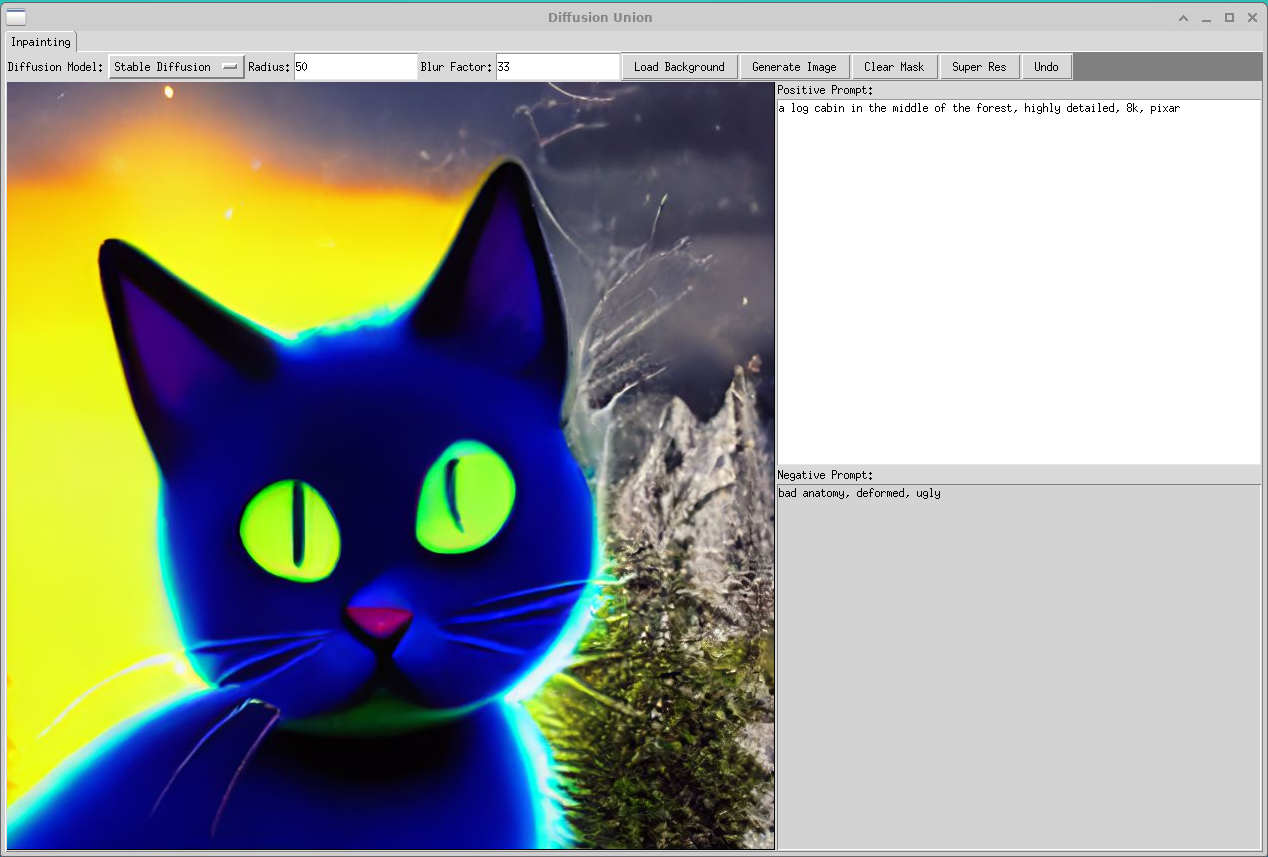 Diffusion Union
Inpainting
Diffusion Model: Stable Diffusion Radius: 50 Blur Factor: 33 Load Background Generate Image Clear Mask Super Res Undo
Positive Prompt:
a log cabin in the middle of the forest, highly detailed, 8k, pixar
Negative Prompt:
bad anatomy, deformed, ugly